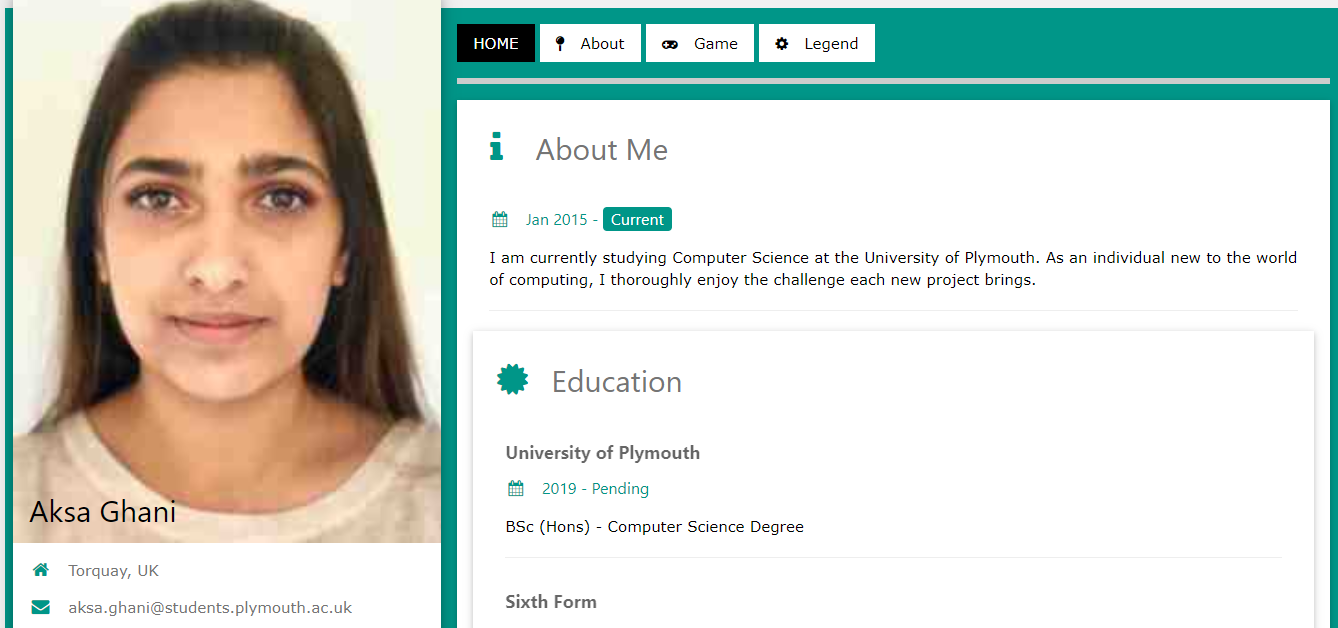 HOME
About
Game
Legend
About Me
Jan 2015 - Current
I am currently studying Computer Science at the University of Plymouth. As an individual new to the world
of computing, I thoroughly enjoy the challenge each new project brings.
Education
University of Plymouth
2019 - Pending
BSc (Hons) - Computer Science Degree
Sixth Form
Aksa Ghani
Torquay, UK
aksa.ghani@students.plymouth.ac.uk